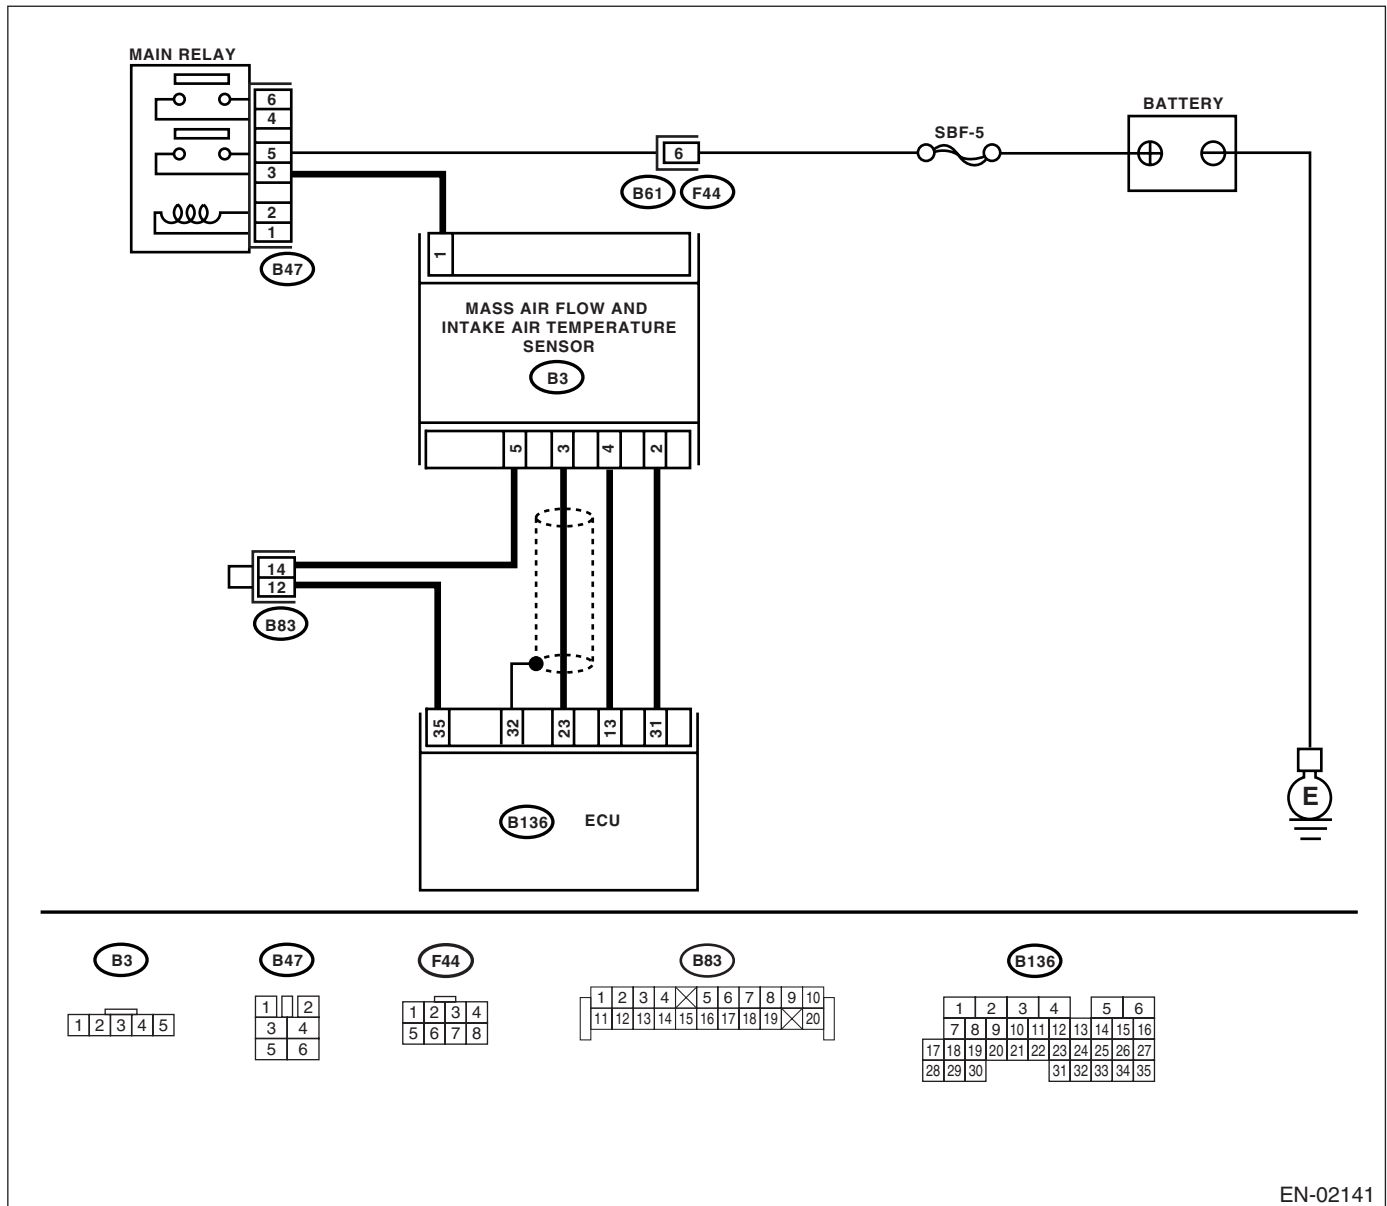 MAIN RELAY
6
4
5
3
2
1
B47
6
B61
F44
SBF-5
BATTERY
1
MASS AIR FLOW AND
INTAKE AIR TEMPERATURE
SENSOR
B3
5 3 4 2
14
12
B83
35 32 23 13 31
B136
ECU
E
B3
1 2 3 4 5
B47
1 2
3 4
5 6
F44
1 2 3 4
5 6 7 8
B83
1 2 3 4 5 6 7 8 9 10
11 12 13 14 15 16 17 18 19 20
B136
1 2 3 4 5 6
7 8 9 10 11 12 13 14 15 16
17 18 19 20 21 22 23 24 25 26 27
28 29 30 31 32 33 34 35
EN-02141